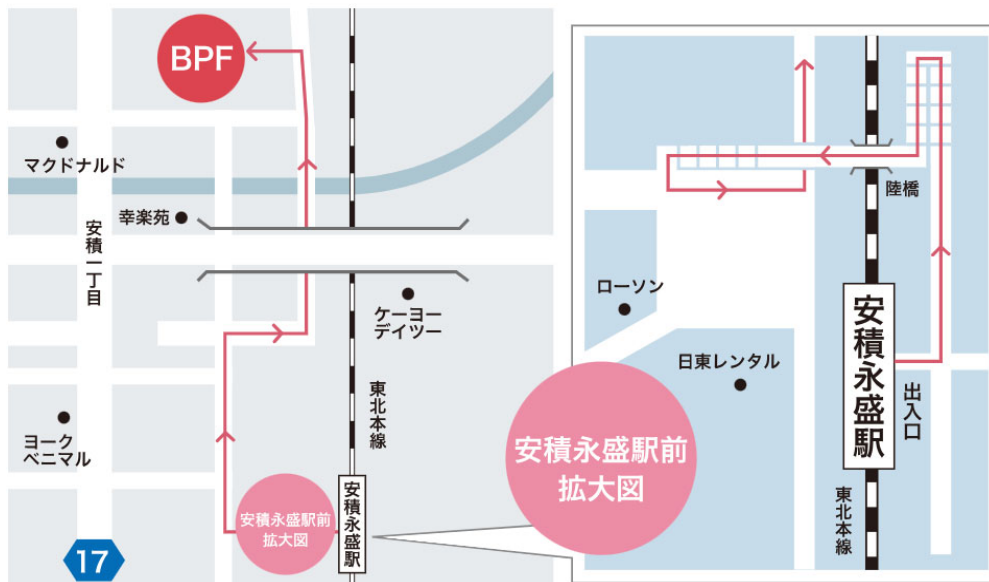 BPF
マクドナルド
幸楽苑
安積一丁目
ケーヨー
デイツー
東北本線
ヨーク
ベニマル
安積永盛駅前
拡大図
安積永盛駅
17
陸橋
ローソン
日東レンタル
安積永盛駅
出入口
安積永盛駅前
拡大図
東北本線